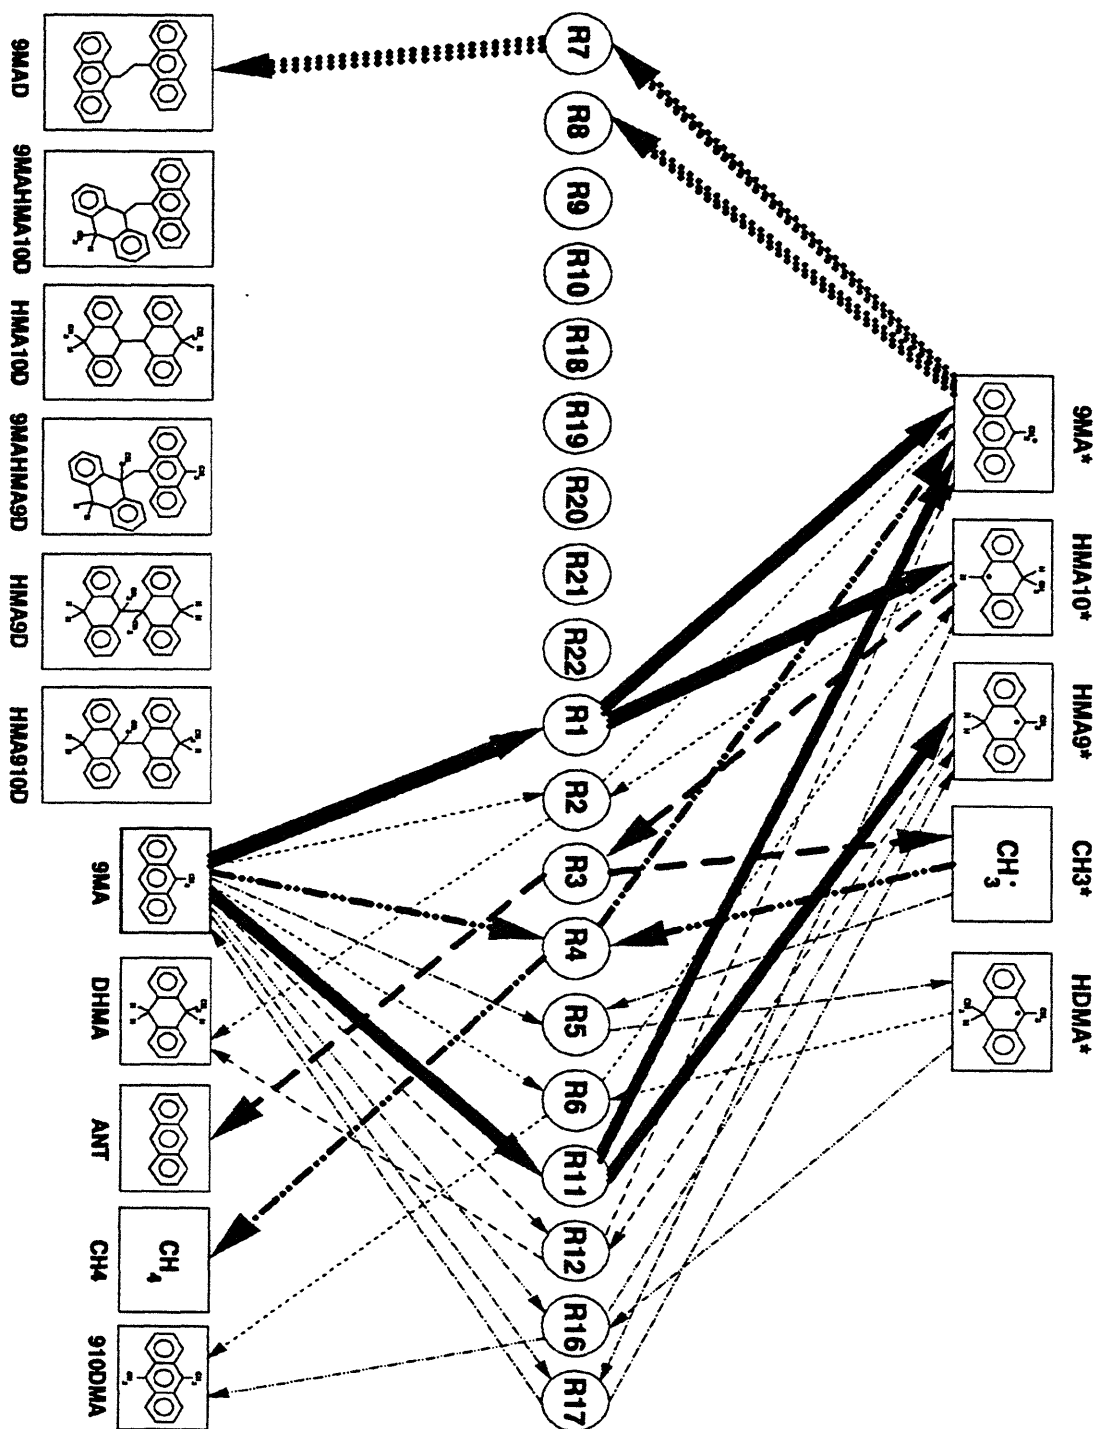 9MA*
HMA10*
HMA9*
CH3*
HDMA*
CH₃·
R7
R8
R9
R10
R18
R19
R20
R21
R22
R1
R2
R3
R4
R5
R6
R11
R12
R16
R17
CH₄
9MAD
9MAHMA10D
HMA10D
9MAHMA9D
HMA9D
HMA910D
9MA
DHMA
ANT
CH4
910DMA